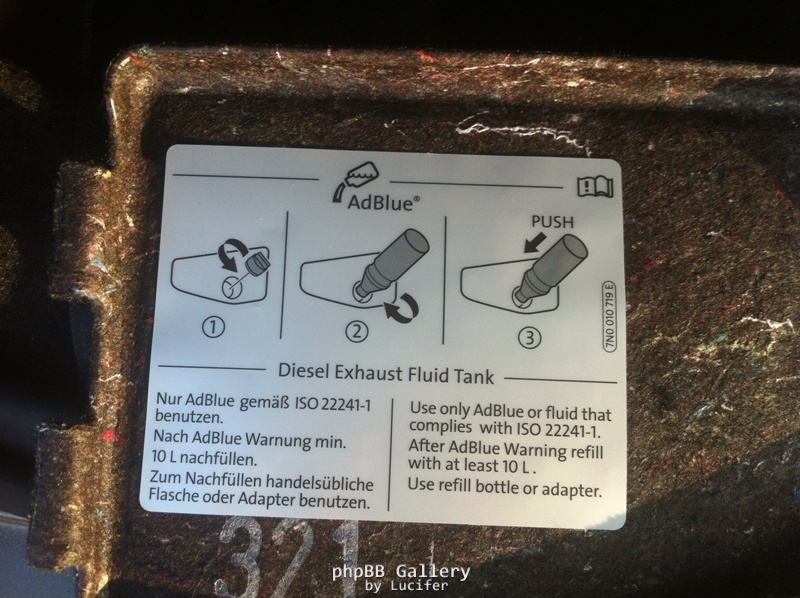 AdBlue®
PUSH
1
2
3
7N0 010 719 E
Diesel Exhaust Fluid Tank
Nur AdBlue gemäß ISO 22241-1
benutzen.
Nach AdBlue Warnung min.
10 L nachfüllen.
Zum Nachfüllen handelsübliche
Flasche oder Adapter benutzen.
Use only AdBlue or fluid that
complies with ISO 22241-1.
After AdBlue Warning refill
with at least 10 L .
Use refill bottle or adapter.
321
phpBB Gallery
by Lucifer